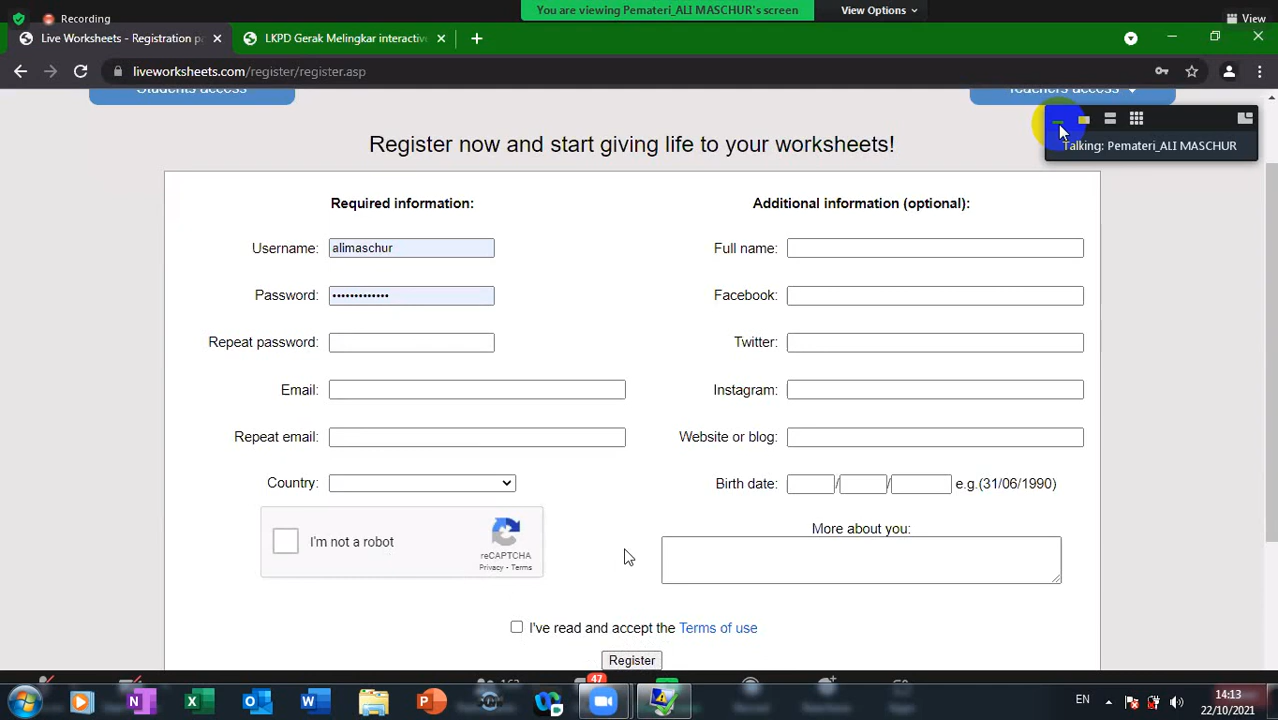 Recording
You are viewing Pemateri_ALI MASCHUR's screen
View Options
View
Live Worksheets - Registration p
LKPD Gerak Melingkar interactive
liveworksheets.com/register/register.asp
Students access
Teachers access
Talking: Pemateri_ALI MASCHUR
Register now and start giving life to your worksheets!
Required information:
Additional information (optional):
Username: alimaschur
Full name:
Password: •••••••••••••
Facebook:
Repeat password:
Twitter:
Email:
Instagram:
Repeat email:
Website or blog:
Country:
Birth date: / / e.g.(31/06/1990)
I'm not a robot
reCAPTCHA
Privacy - Terms
More about you:
I've read and accept the Terms of use
Register
47
163
EN
14:13
22/10/2021